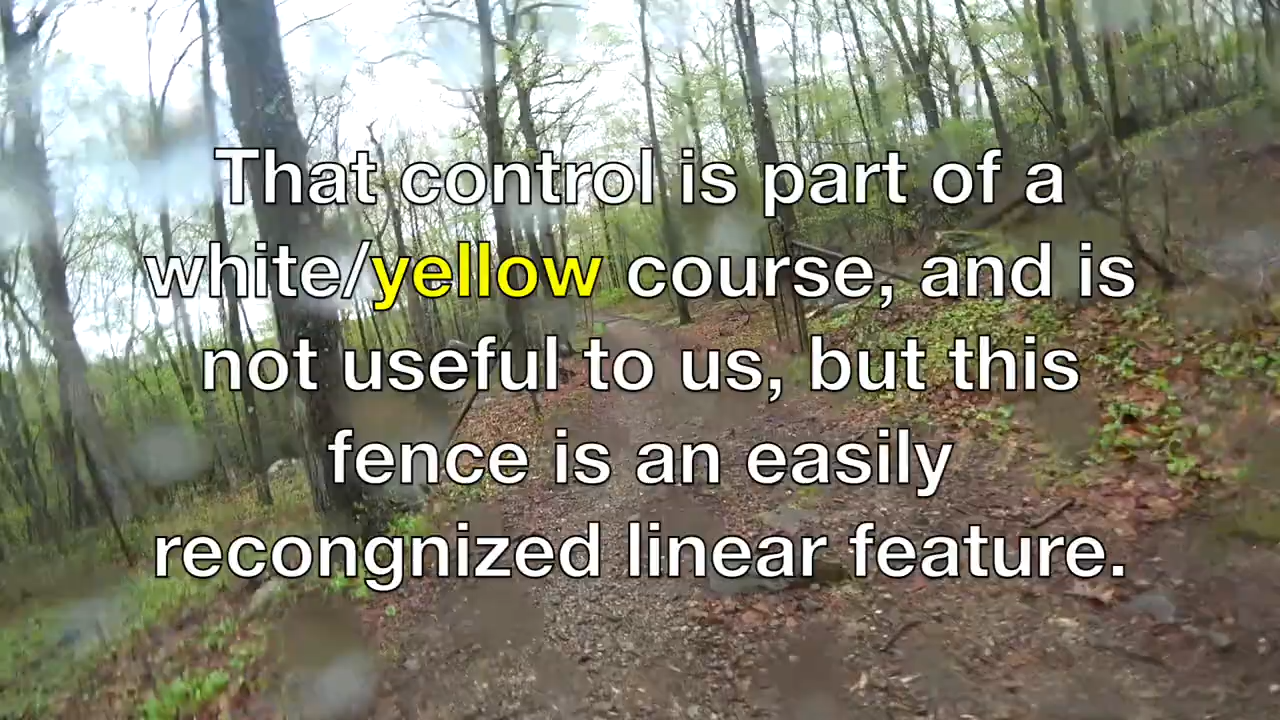 That control is part of a
white/yellow course, and is
not useful to us, but this
fence is an easily
recongnized linear feature.